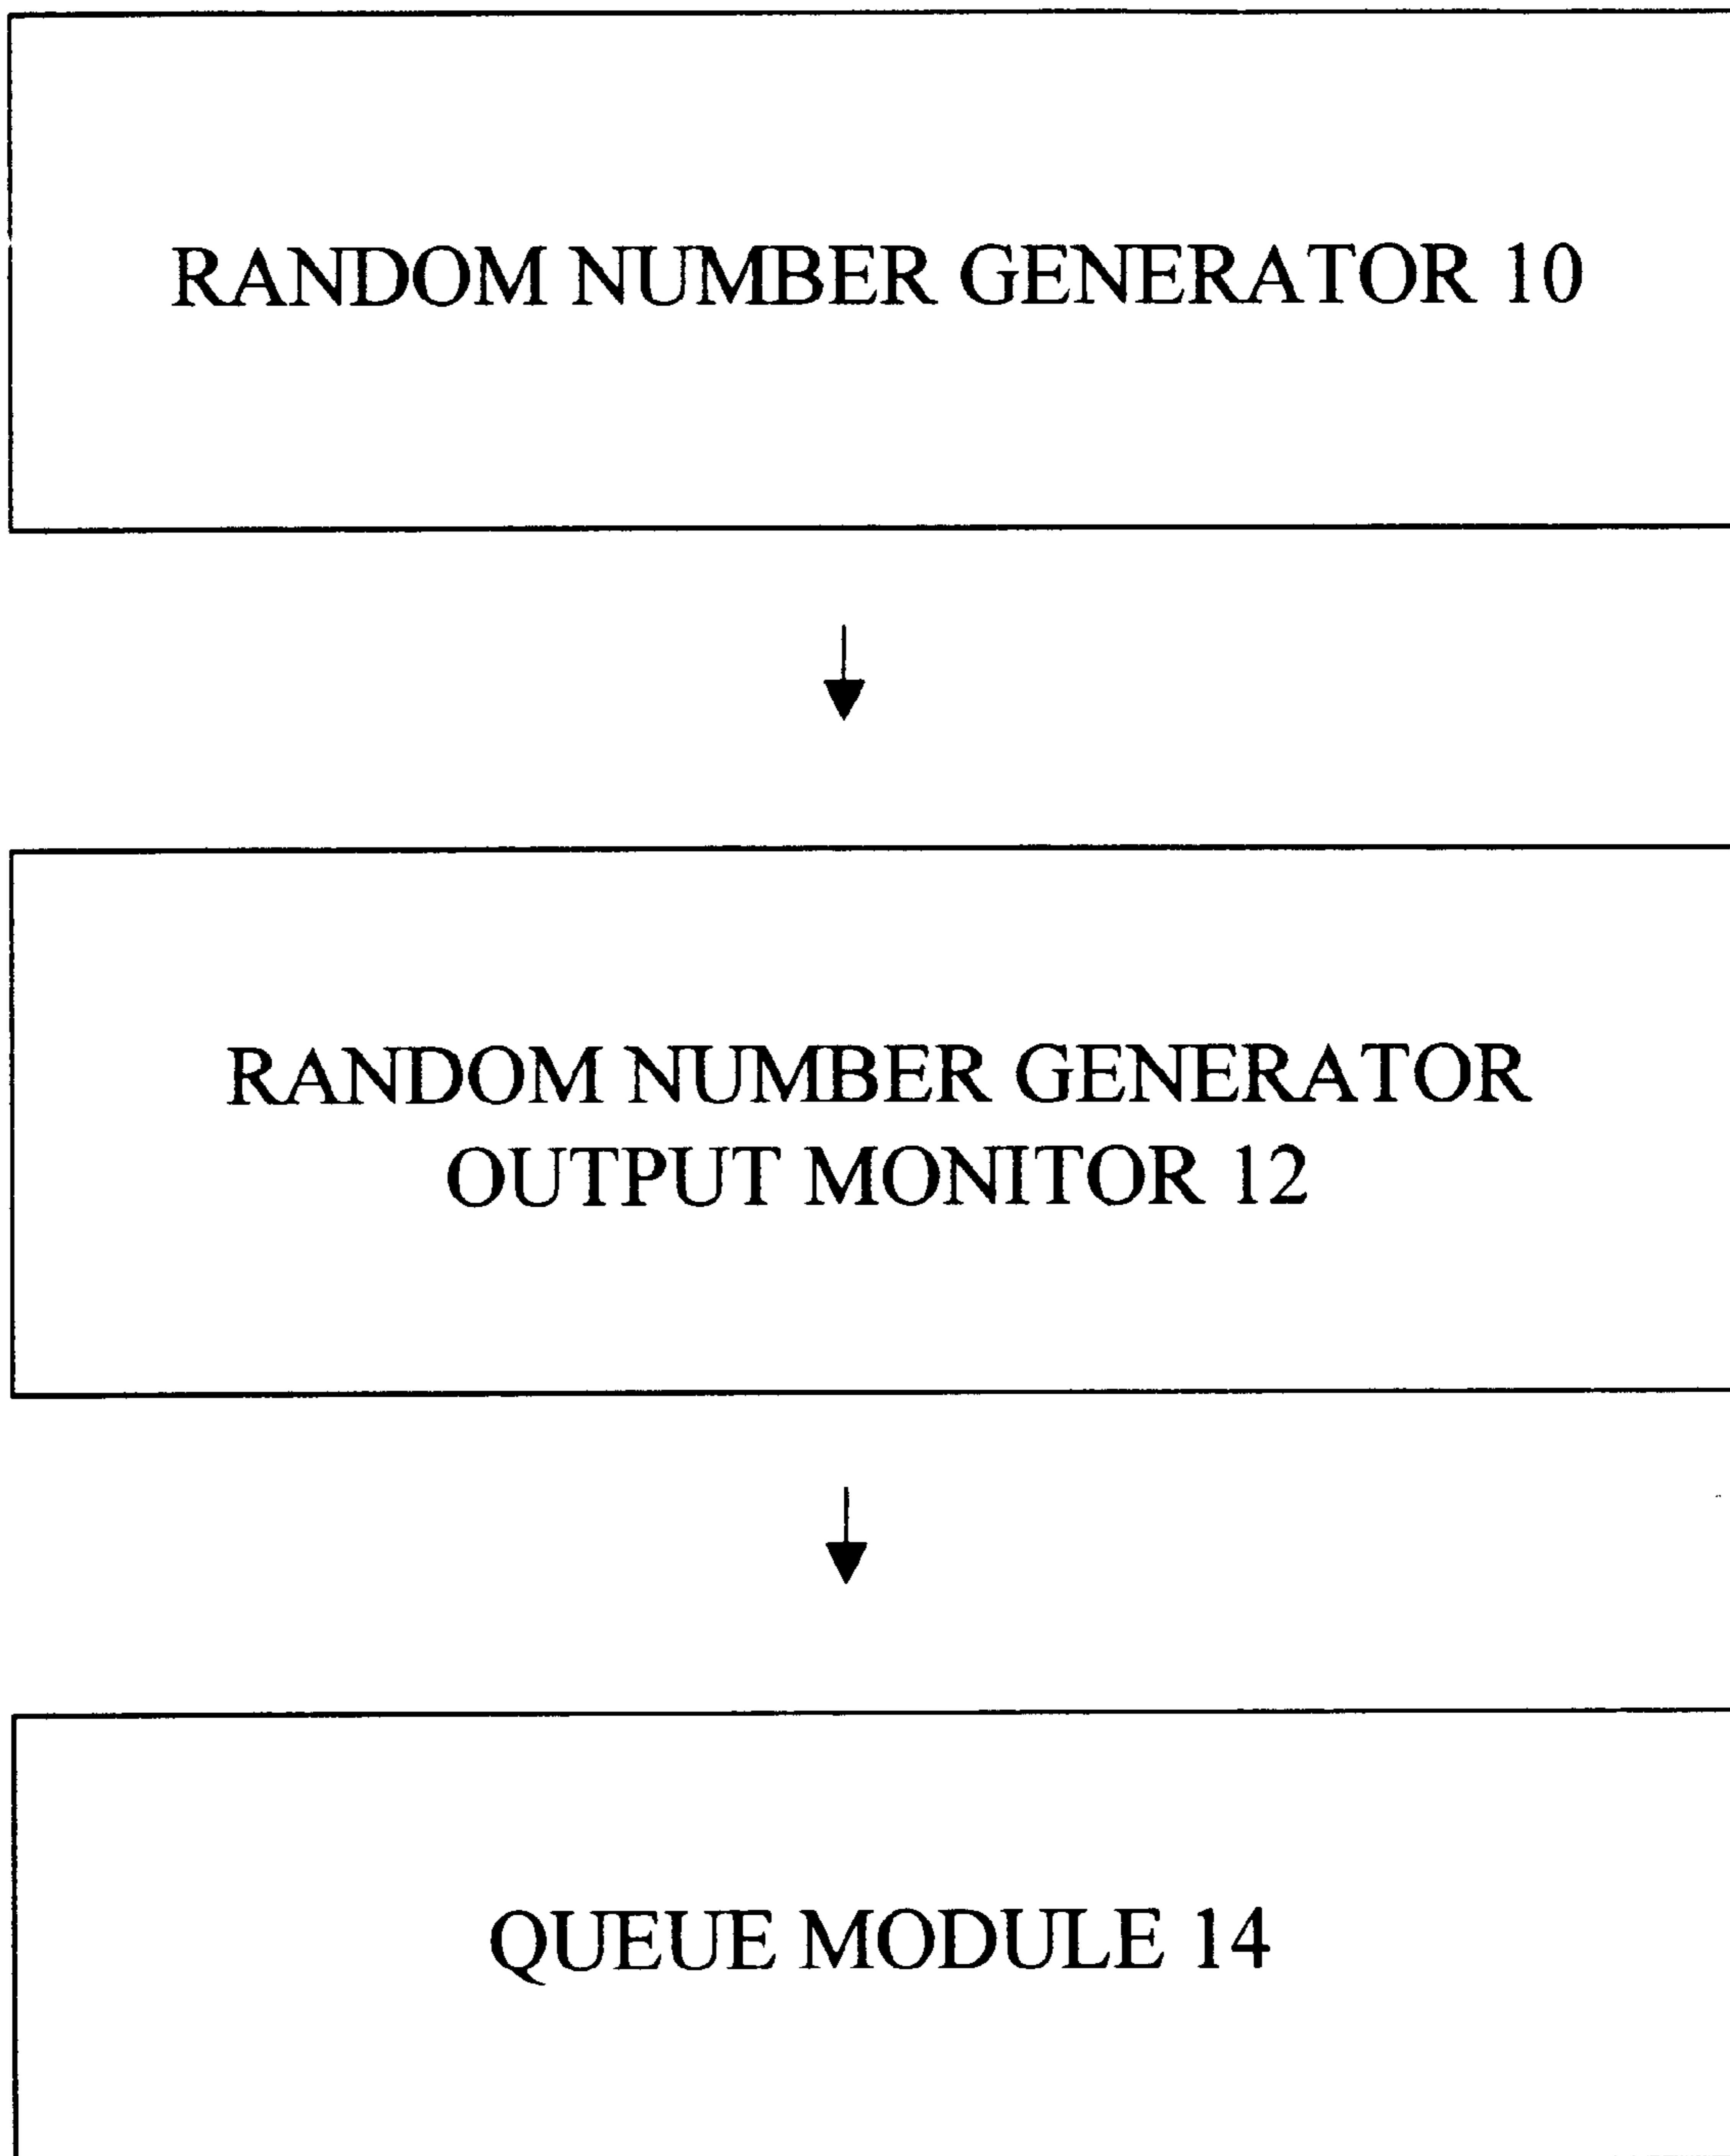 RANDOM NUMBER GENERATOR 10
RANDOM NUMBER GENERATOR
OUTPUT MONITOR 12
QUEUE MODULE 14